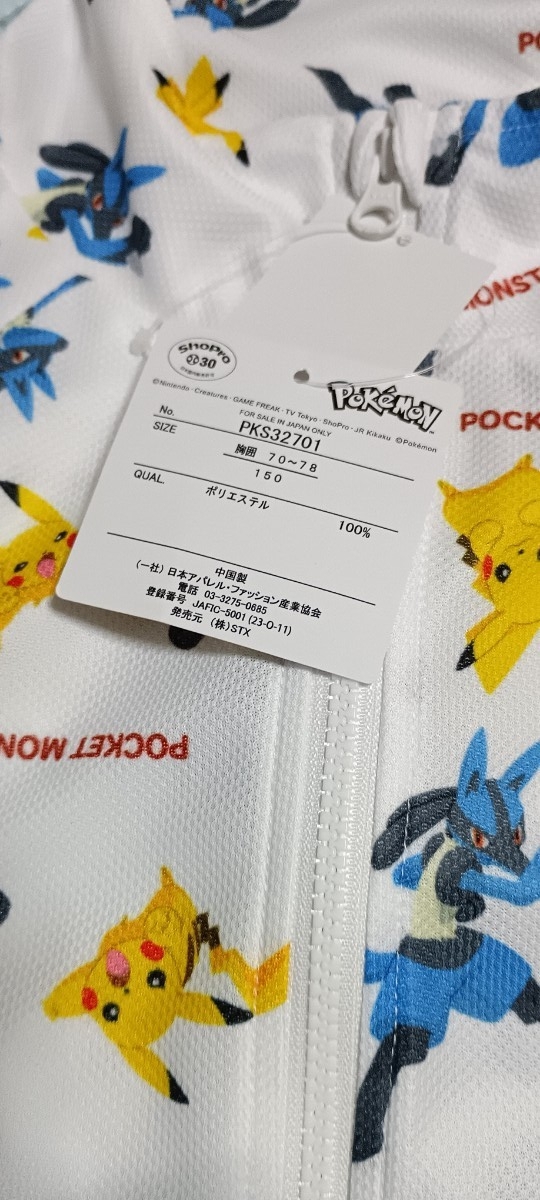 PO
MONST
POCK
ShoPro
30
Pokémon
©Nintendo・Creatures・GAME FREAK・TV Tokyo・ShoPro・JR Kikaku ©Pokémon
FOR SALE IN JAPAN ONLY
No. PKS32701
SIZE 胸囲 70～78
150
QUAL. ポリエステル 100%
中国製
(一社)日本アパレル・ファッション産業協会
電話 03-3275-0685
登録番号 JAFIC-5001(23-O-11)
発売元 (株)STX
POCKET MON